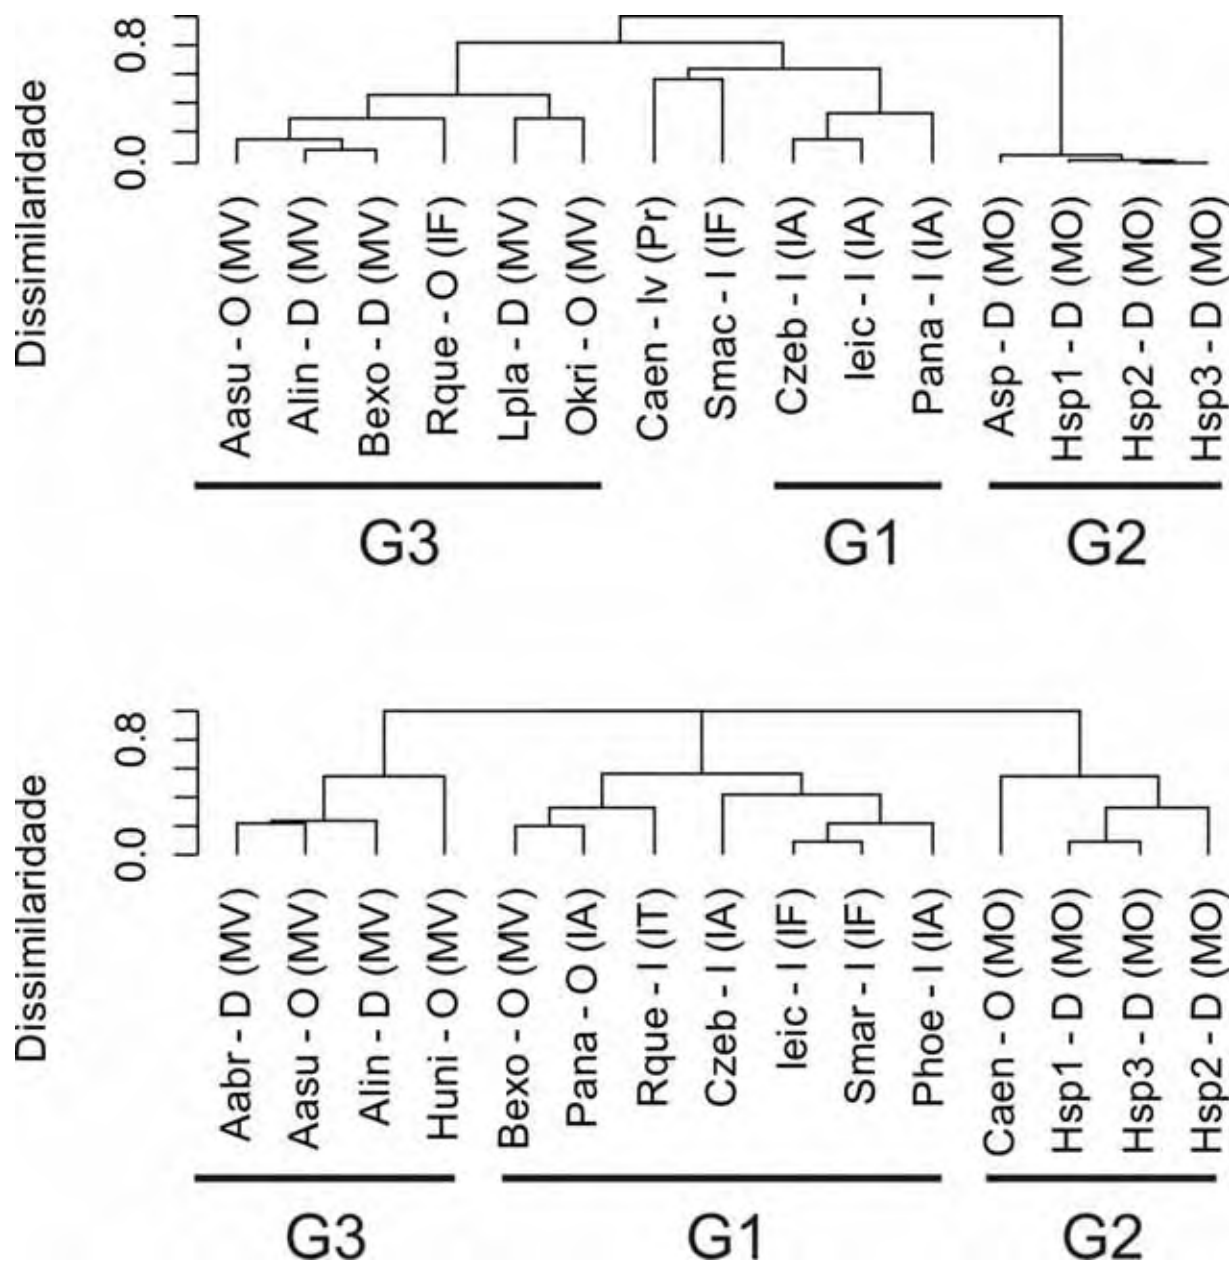 Dissimilaridade
0.8
0.0
Aasu - O (MV)
Alin - D (MV)
Bexo - D (MV)
Rque - O (IF)
Lpla - D (MV)
Okri - O (MV)
Caen - Iv (Pr)
Smac - I (IF)
Czeb - I (IA)
Ieic - I (IA)
Pana - I (IA)
Asp - D (MO)
Hsp1 - D (MO)
Hsp2 - D (MO)
Hsp3 - D (MO)
G3
G1
G2
Dissimilaridade
0.8
0.0
Aabr - D (MV)
Aasu - O (MV)
Alin - D (MV)
Huni - O (MV)
Bexo - O (MV)
Pana - O (IA)
Rque - I (IT)
Czeb - I (IA)
Ieic - I (IF)
Smar - I (IF)
Phoe - I (IA)
Caen - O (MO)
Hsp1 - D (MO)
Hsp3 - D (MO)
Hsp2 - D (MO)
G3
G1
G2